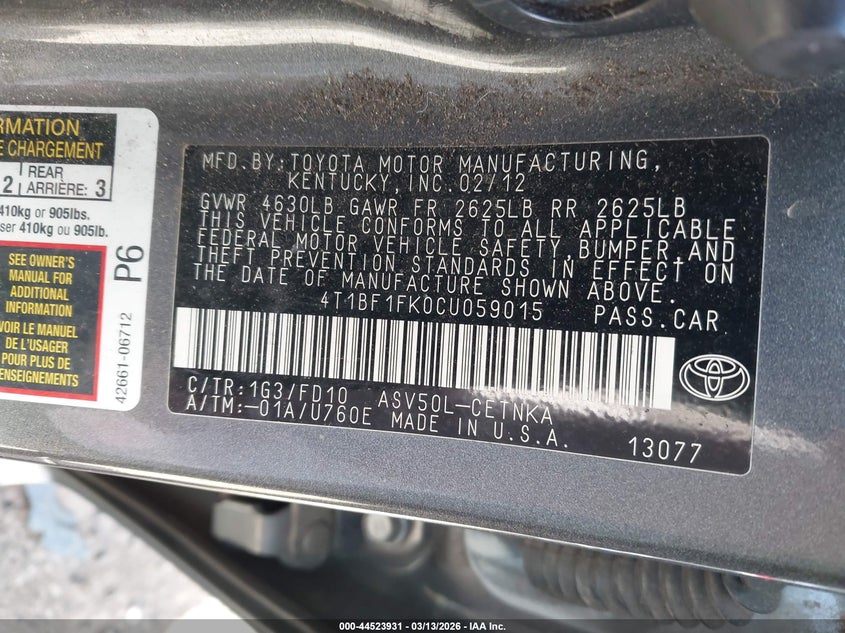 RMATION
E CHARGEMENT
2 REAR ARRIÈRE: 3
410kg or 905lbs.
ser 410kg ou 905lb.
SEE OWNER'S
MANUAL FOR
ADDITIONAL
INFORMATION
VOIR LE MANUEL
DE L'USAGER
POUR PLUS DE
RENSEIGNEMENTS
P6
42661-06712
MFD.BY:TOYOTA MOTOR MANUFACTURING,
KENTUCKY,INC.02/12
GVWR 4630LB GAWR FR 2625LB RR 2625LB
THIS VEHICLE CONFORMS TO ALL APPLICABLE
FEDERAL MOTOR VEHICLE SAFETY,BUMPER,AND
THEFT PREVENTION STANDARDS IN EFFECT ON
THE DATE OF MANUFACTURE SHOWN ABOVE.
4T1BF1FK0CU059015 PASS.CAR
C/TR:1G3/FD10 ASV50L-CETNKA
A/TM:-01A/U760E MADE IN U.S.A. 13077
000-44523931 - 03/13/2026 - IAA Inc.